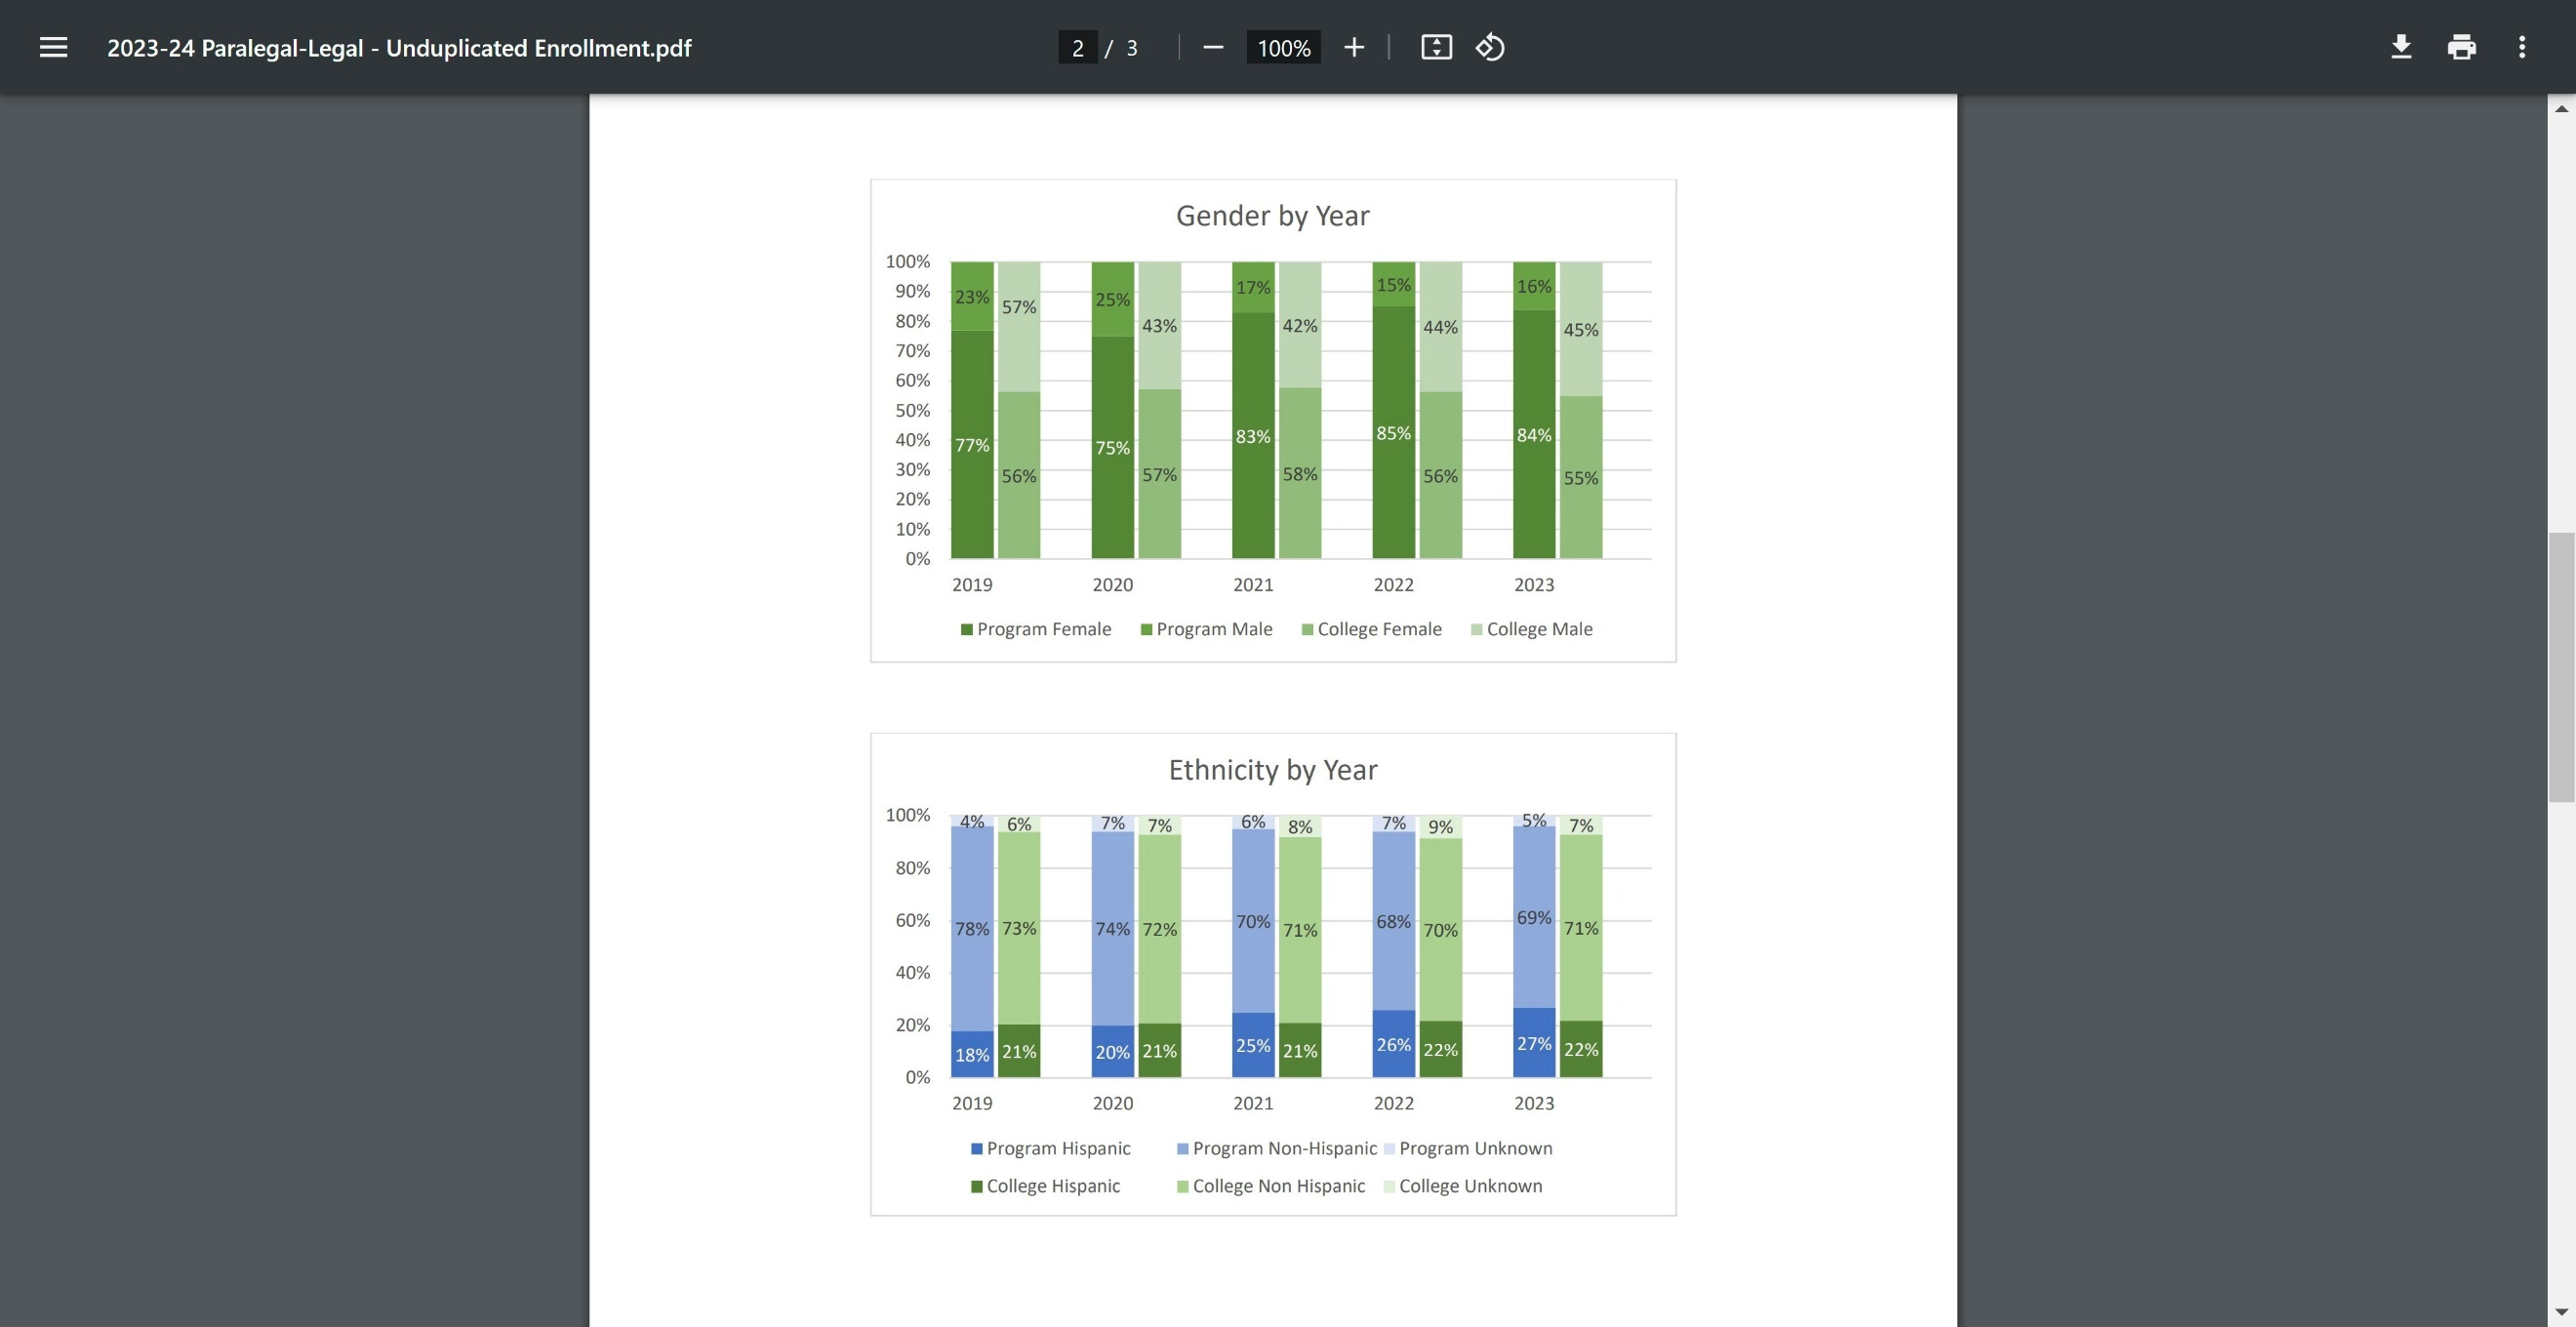 2023-24 Paralegal-Legal - Unduplicated Enrollment.pdf
2 / 3
100%
Gender by Year
100%
90%
80%
70%
60%
50%
40%
30%
20%
10%
0%
23% 57% 25% 43% 17% 42% 15% 44% 16% 45%
77% 56% 75% 57% 83% 58% 85% 56% 84% 55%
2019 2020 2021 2022 2023
Program Female Program Male College Female College Male
Ethnicity by Year
100%
80%
60%
40%
20%
0%
4% 6% 7% 7% 6% 8% 7% 9% 5% 7%
78% 73% 74% 72% 70% 71% 68% 70% 69% 71%
18% 21% 20% 21% 25% 21% 26% 22% 27% 22%
2019 2020 2021 2022 2023
Program Hispanic Program Non-Hispanic Program Unknown
College Hispanic College Non Hispanic College Unknown